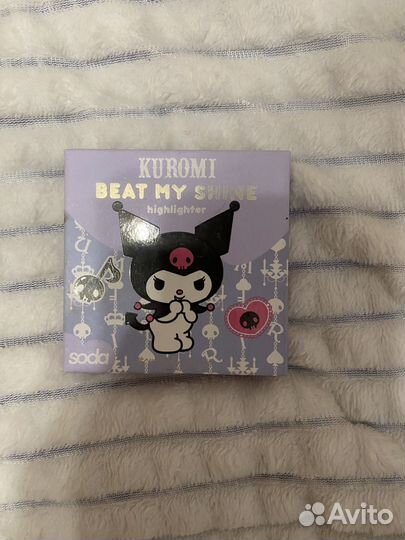 KUROMI
BEAT MY SHINE
highlighter
soda
Avito